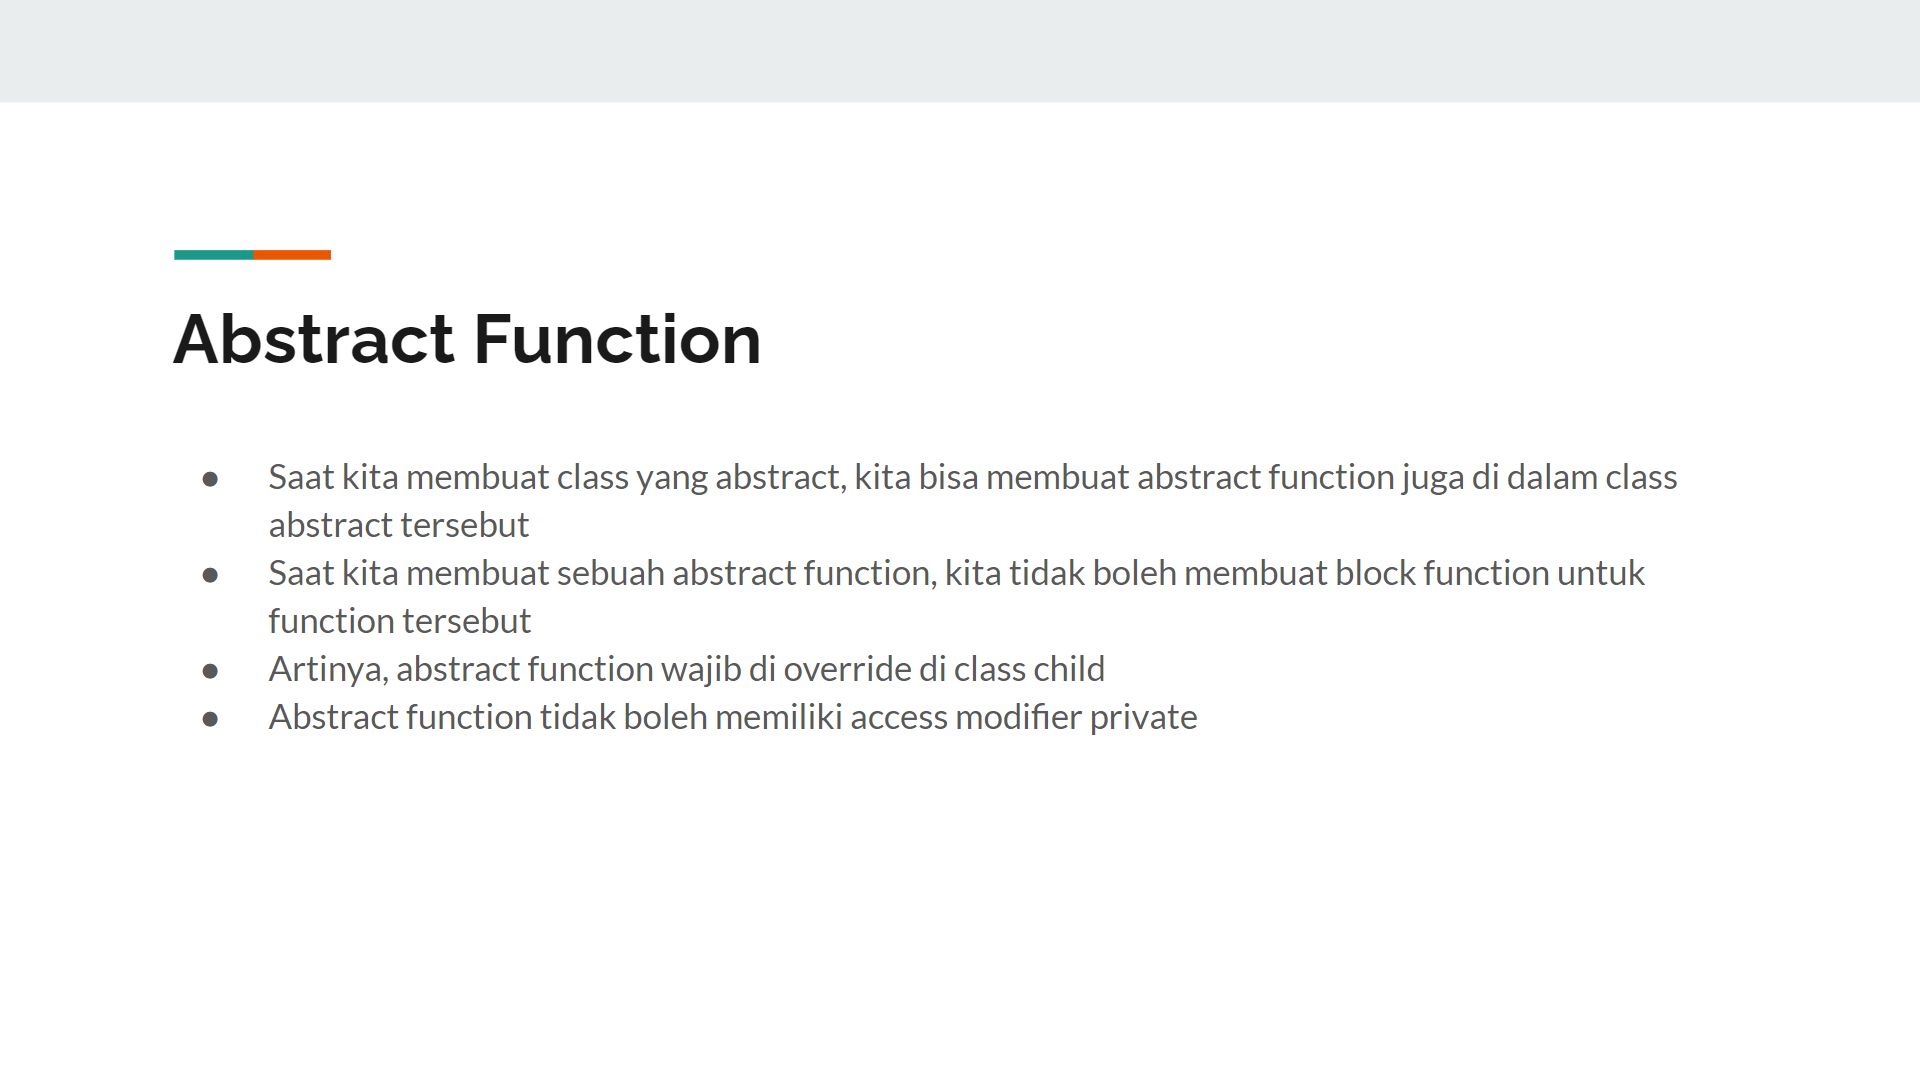 Abstract Function
● Saat kita membuat class yang abstract, kita bisa membuat abstract function juga di dalam class
abstract tersebut
● Saat kita membuat sebuah abstract function, kita tidak boleh membuat block function untuk
function tersebut
● Artinya, abstract function wajib di override di class child
● Abstract function tidak boleh memiliki access modifier private